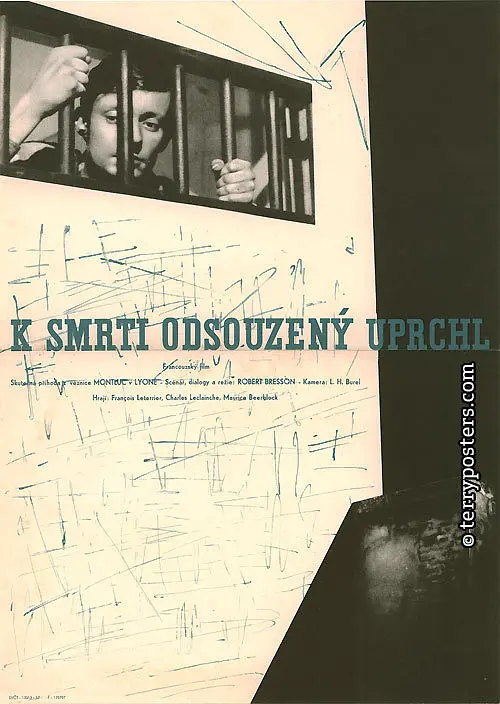 K SMRTI ODSOUZENÝ UPRCHL
Francouzský film
Skutečná příhoda z věznice MONTLUC v LYONĚ - Scénář, dialogy a režie: ROBERT BRESSON - Kamera: L. H. Burel
Hrají: François Leterrier, Charles Leclainche, Maurice Beerblock
© terryposters.com